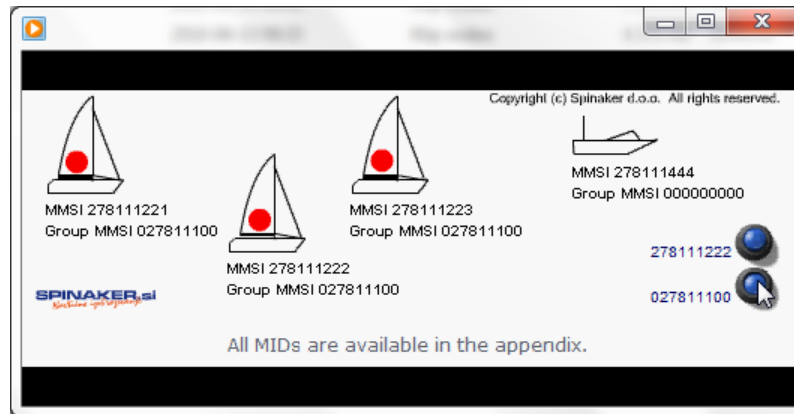 Copyright (c) Spinaker d.o.o. All rights reserved.
MMSI 278111221
Group MMSI 027811100
MMSI 278111222
Group MMSI 027811100
MMSI 278111223
Group MMSI 027811100
MMSI 278111444
Group MMSI 000000000
278111222
027811100
SPINAKER.si
All MIDs are available in the appendix.